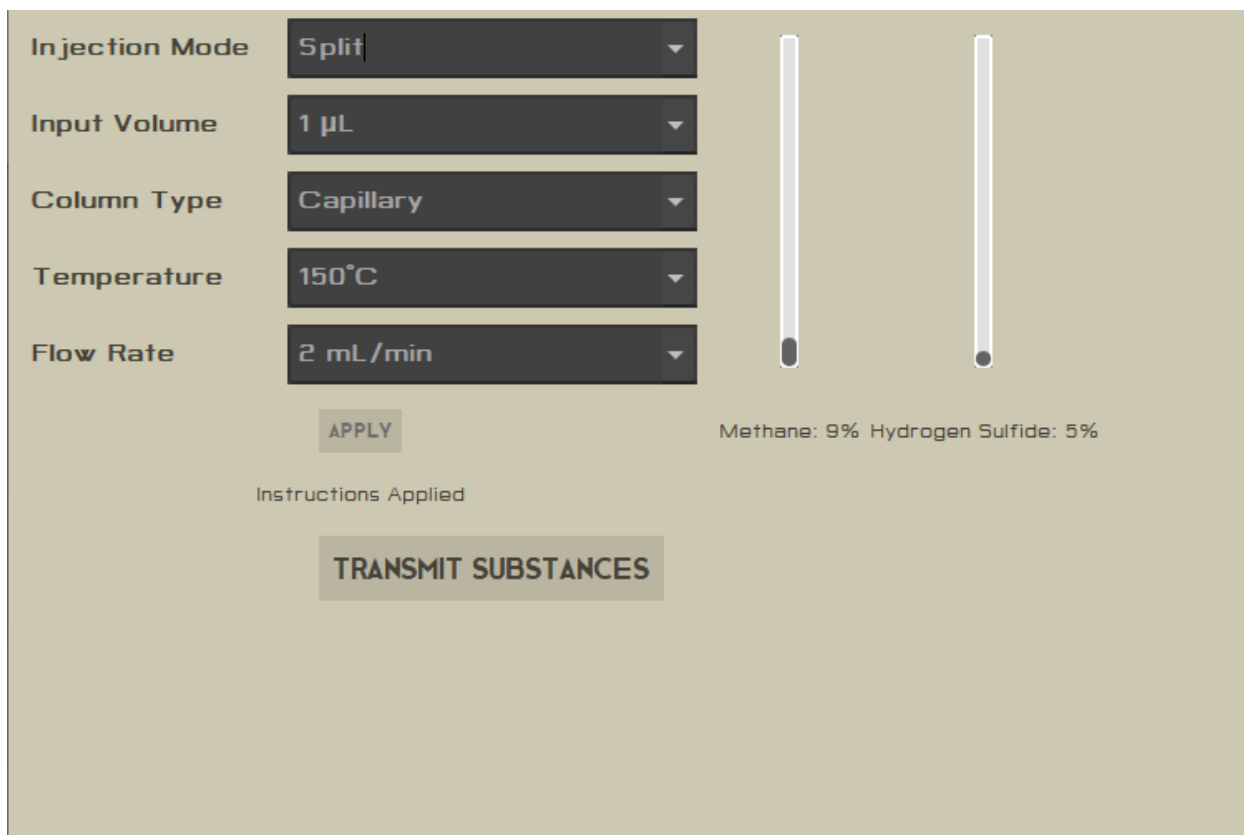 Injection Mode Split
Input Volume 1 µL
Column Type Capillary
Temperature 150°C
Flow Rate 2 mL/min
APPLY
Methane: 9% Hydrogen Sulfide: 5%
Instructions Applied
TRANSMIT SUBSTANCES